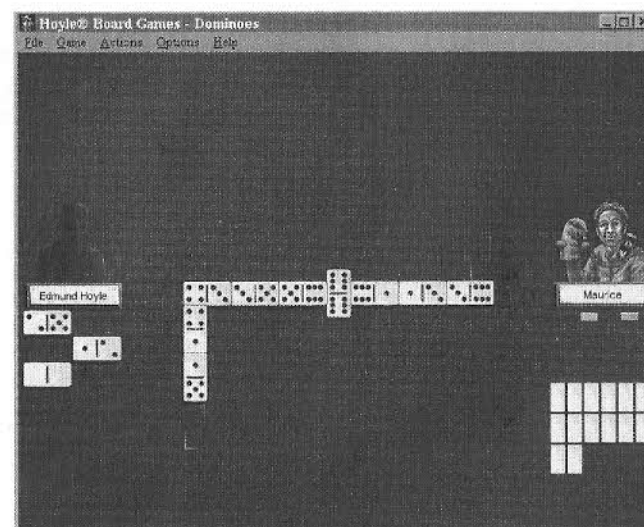 Hoyle® Board Games - Dominoes
File Game Actions Options Help
Edmund Hoyle
Maurice